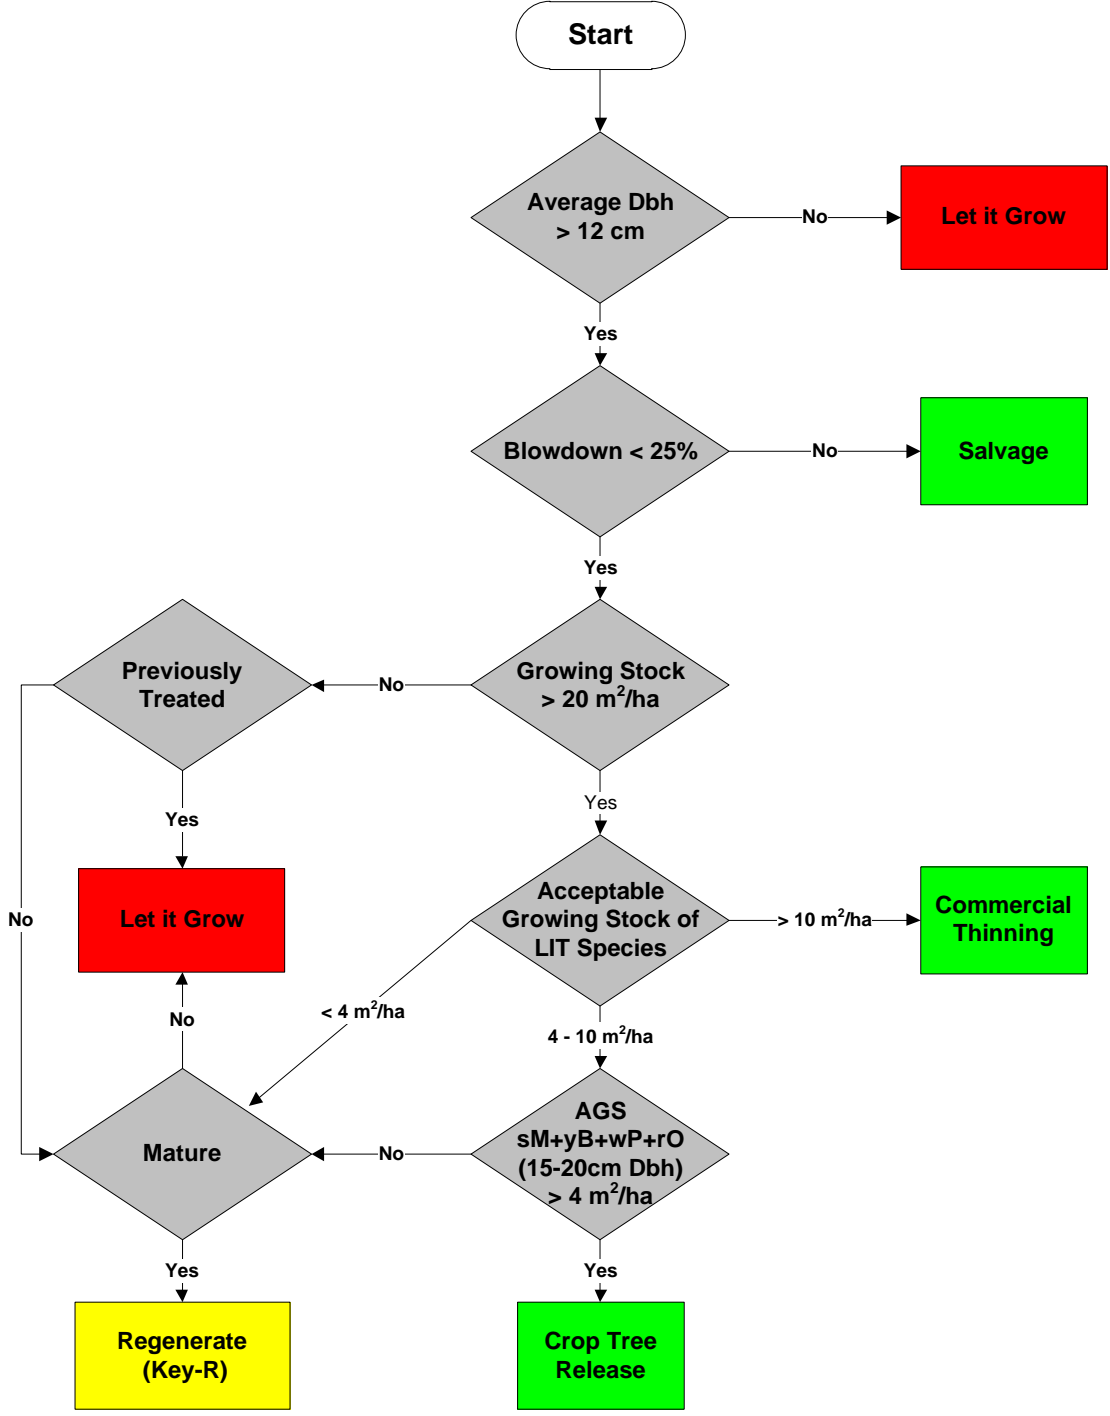 Start
Average Dbh
> 12 cm
No
Let it Grow
Yes
Blowdown < 25%
No
Salvage
Yes
Previously
Treated
No
Growing Stock
> 20 m²/ha
Yes
Yes
No
Let it Grow
Acceptable
Growing Stock of
LIT Species
> 10 m²/ha
Commercial
Thinning
< 4 m²/ha
No
4 - 10 m²/ha
Mature
No
AGS
sM+yB+wP+rO
(15-20cm Dbh)
> 4 m²/ha
Yes
Yes
Regenerate
(Key-R)
Crop Tree
Release